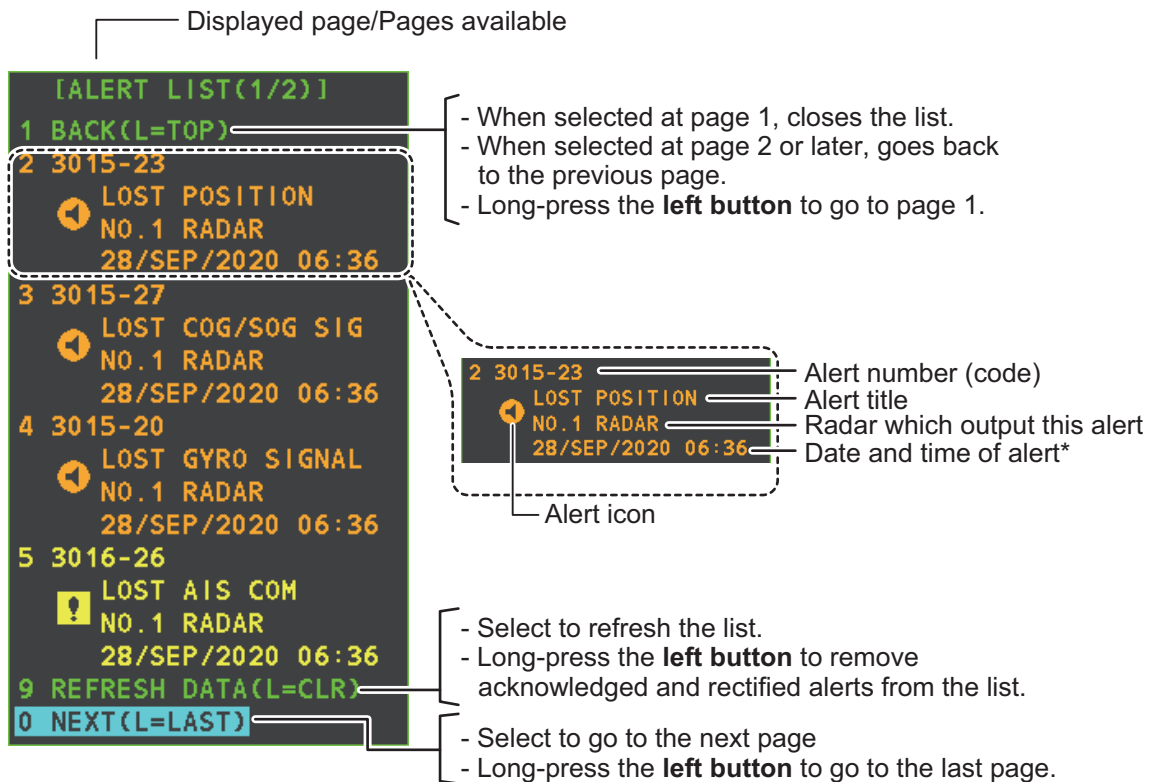 Displayed page/Pages available
[ALERT LIST(1/2)]
1 BACK(L=TOP)
2 3015-23
LOST POSITION
NO.1 RADAR
28/SEP/2020 06:36
3 3015-27
LOST COG/SOG SIG
NO.1 RADAR
28/SEP/2020 06:36
4 3015-20
LOST GYRO SIGNAL
NO.1 RADAR
28/SEP/2020 06:36
5 3016-26
LOST AIS COM
NO.1 RADAR
28/SEP/2020 06:36
9 REFRESH DATA(L=CLR)
0 NEXT(L=LAST)
- When selected at page 1, closes the list.
- When selected at page 2 or later, goes back
to the previous page.
- Long-press the left button to go to page 1.
2 3015-23
LOST POSITION
NO.1 RADAR
28/SEP/2020 06:36
Alert number (code)
Alert title
Radar which output this alert
Date and time of alert*
Alert icon
- Select to refresh the list.
- Long-press the left button to remove
acknowledged and rectified alerts from the list.
- Select to go to the next page
- Long-press the left button to go to the last page.